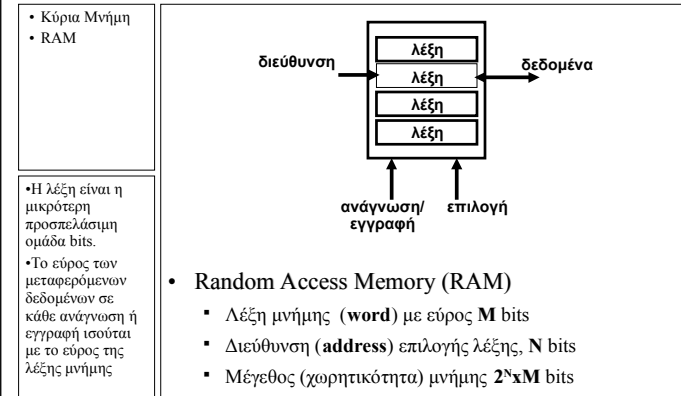 • Κύρια Μνήμη
• RAM
•Η λέξη είναι η
μικρότερη
προσπελάσιμη
ομάδα bits.
•Το εύρος των
μεταφερόμενων
δεδομένων σε
κάθε ανάγνωση ή
εγγραφή ισούται
με το εύρος της
λέξης μνήμης
διεύθυνση
λέξη
λέξη
λέξη
λέξη
δεδομένα
ανάγνωση/
εγγραφή
επιλογή
• Random Access Memory (RAM)
▪ Λέξη μνήμης (word) με εύρος M bits
▪ Διεύθυνση (address) επιλογής λέξης, N bits
▪ Μέγεθος (χωρητικότητα) μνήμης 2ᴺxM bits